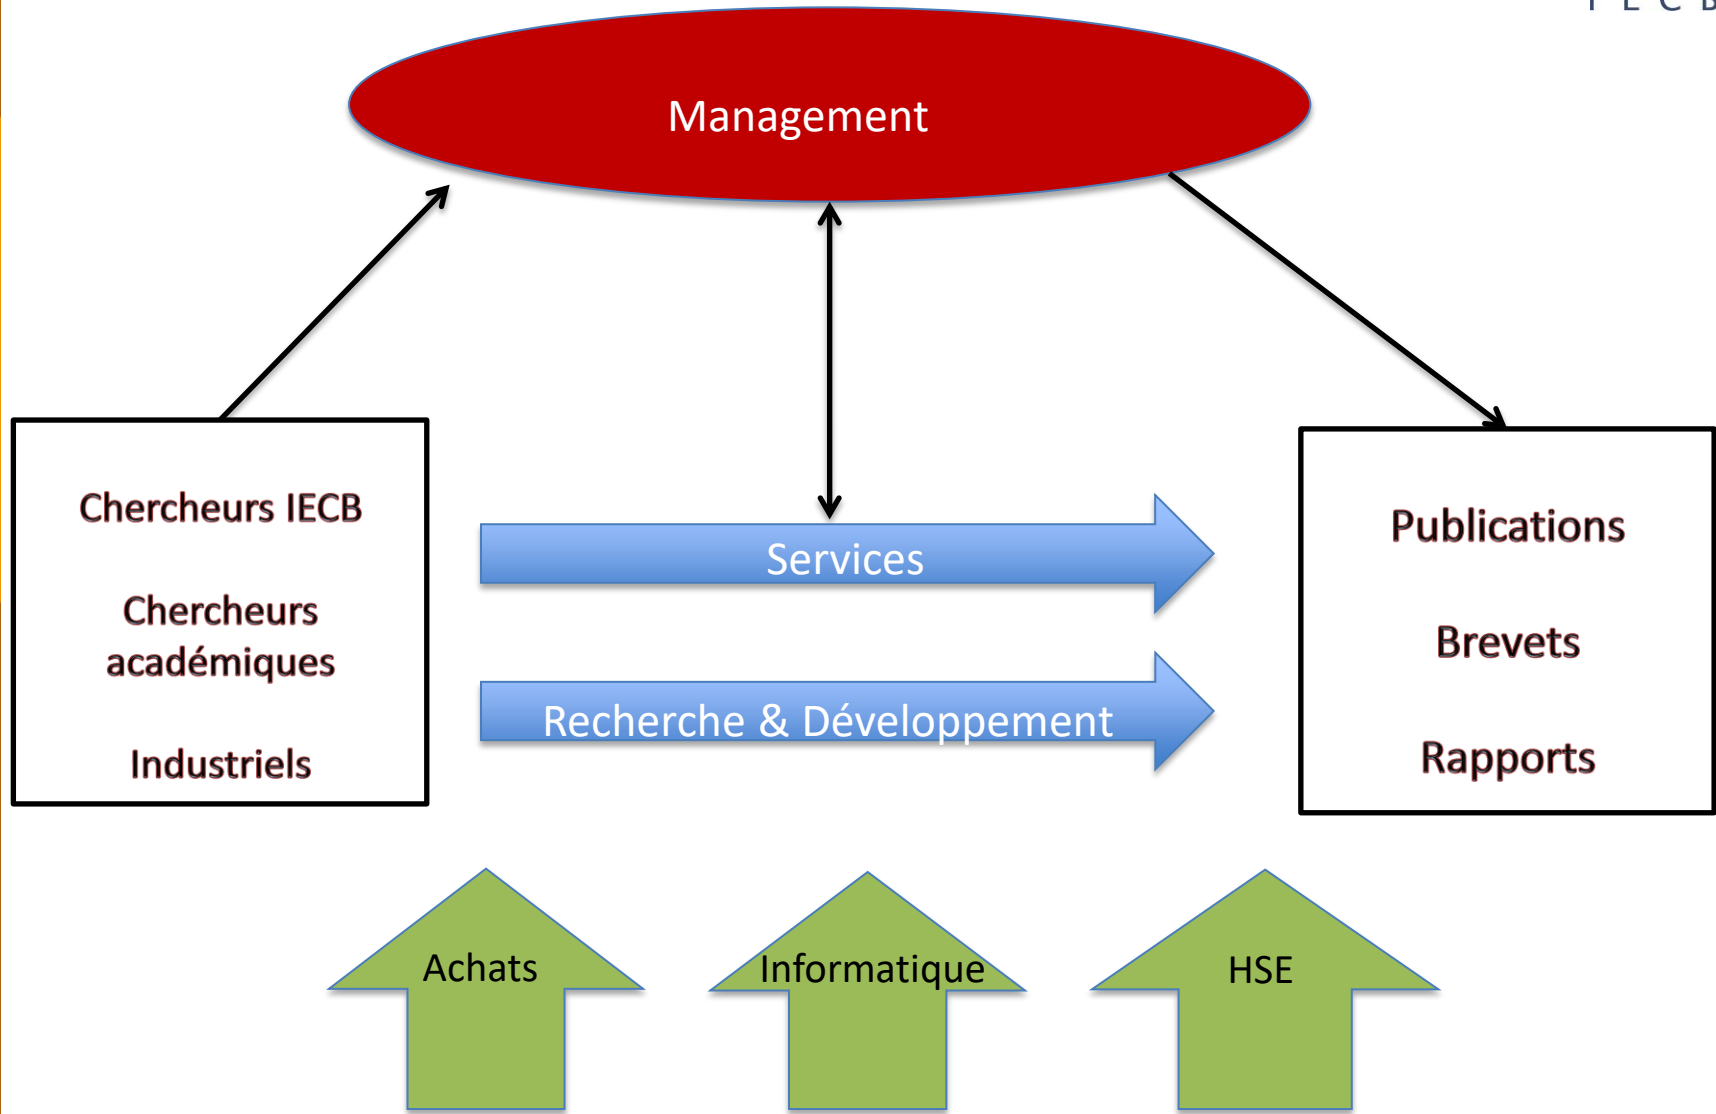 I E C B
Management
Chercheurs IECB
Chercheurs
académiques
Industriels
Services
Recherche & Développement
Publications
Brevets
Rapports
Achats
Informatique
HSE